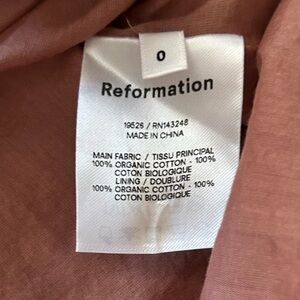 0
Reformation
19526 / RN143248
MADE IN CHINA
MAIN FABRIC / TISSU PRINCIPAL
100% ORGANIC COTTON - 100%
COTON BIOLOGIQUE
LINING / DOUBLURE
100% ORGANIC COTTON - 100%
COTON BIOLOGIQUE